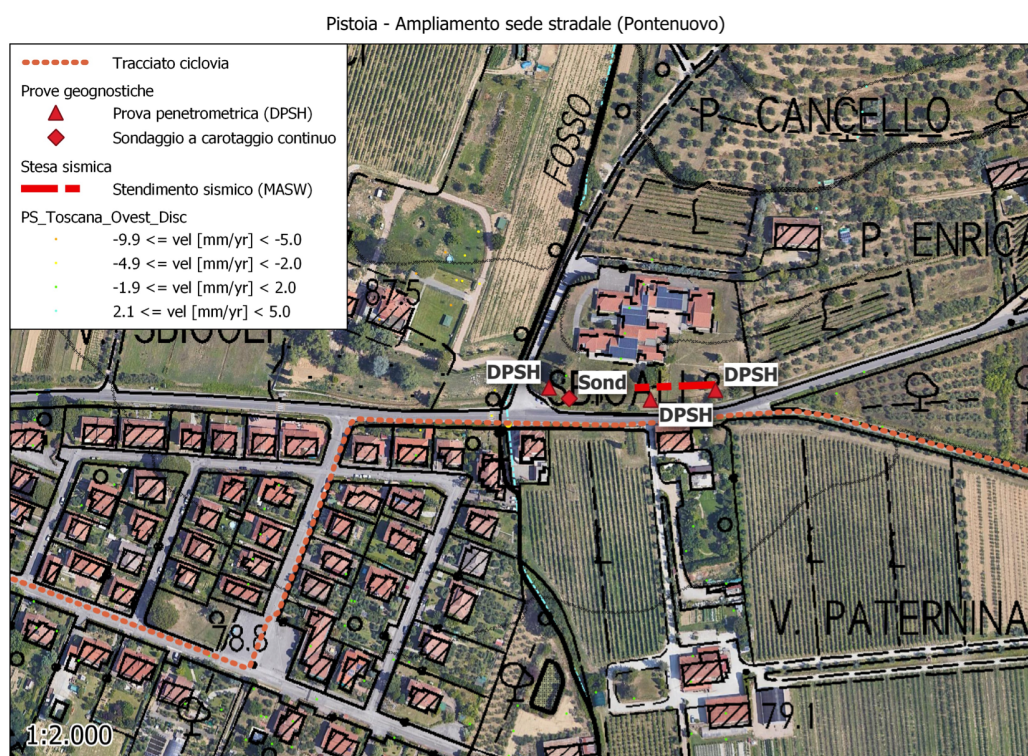 Pistoia - Ampliamento sede stradale (Pontenuovo)
Tracciato ciclovia
Prove geognostiche
Prova penetrometrica (DPSH)
Sondaggio a carotaggio continuo
Stesa sismica
Stendimento sismico (MASW)
PS_Toscana_Ovest_Disc
-9.9 <= vel [mm/yr] < -5.0
-4.9 <= vel [mm/yr] < -2.0
-1.9 <= vel [mm/yr] < 2.0
2.1 <= vel [mm/yr] < 5.0
P. CANCELLO
FOSSO
P. ENRICA
87.5
DPSH
Sond
DPSH
DPSH
78.8
V. PATERNINA
79.1
1:2.000